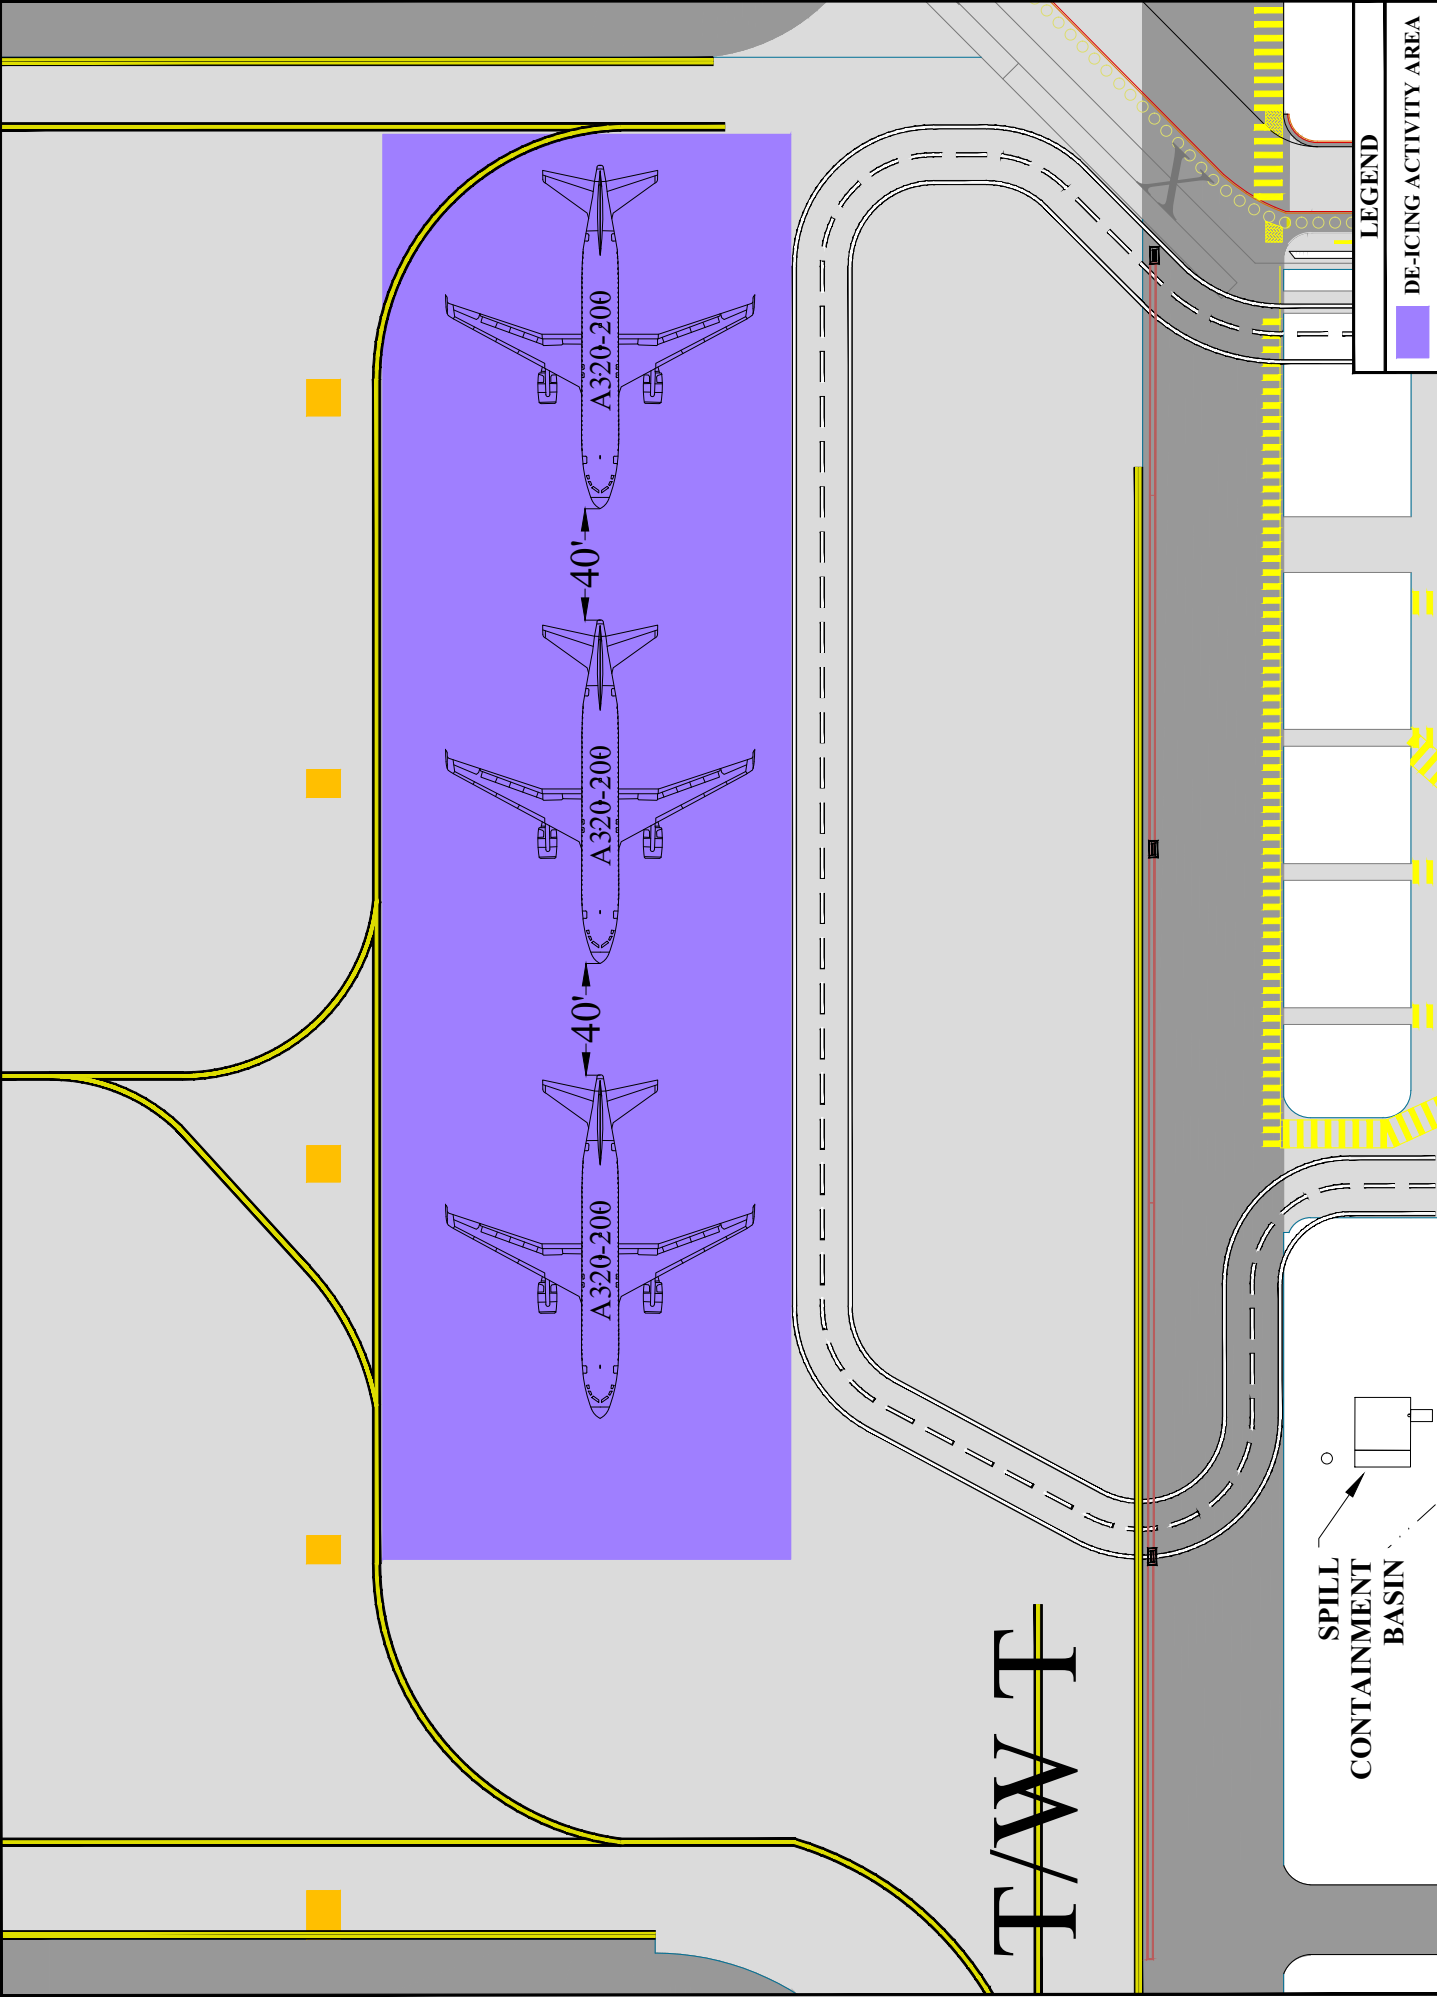 A320-200
40'
A320-200
40'
A320-200
T/W T
SPILL
CONTAINMENT
BASIN
LEGEND
DE-ICING ACTIVITY AREA
X